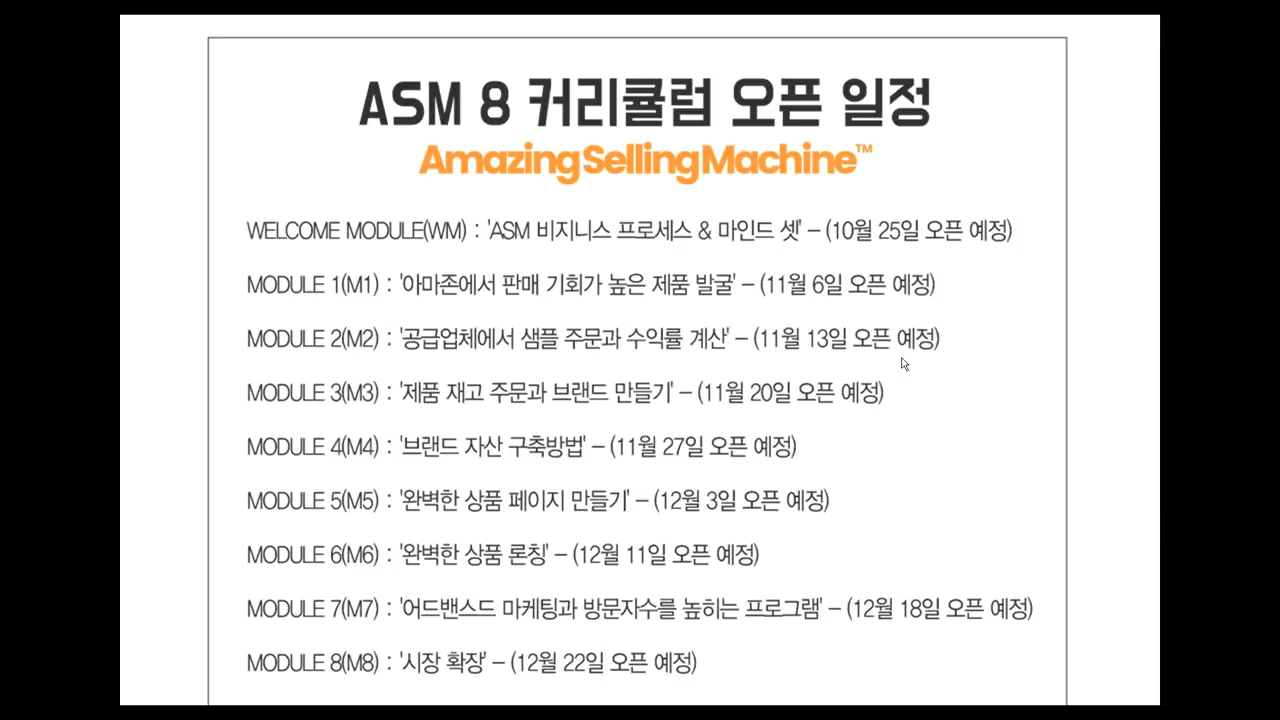 ASM 8 커리큘럼 오픈 일정
AmazingSellingMachine™
WELCOME MODULE(WM) : 'ASM 비지니스 프로세스 & 마인드 셋' – (10월 25일 오픈 예정)
MODULE 1(M1) : '아마존에서 판매 기회가 높은 제품 발굴' – (11월 6일 오픈 예정)
MODULE 2(M2) : '공급업체에서 샘플 주문과 수익률 계산' – (11월 13일 오픈 예정)
MODULE 3(M3) : '제품 재고 주문과 브랜드 만들기' – (11월 20일 오픈 예정)
MODULE 4(M4) : '브랜드 자산 구축방법' – (11월 27일 오픈 예정)
MODULE 5(M5) : '완벽한 상품 페이지 만들기' – (12월 3일 오픈 예정)
MODULE 6(M6) : '완벽한 상품 론칭' – (12월 11일 오픈 예정)
MODULE 7(M7) : '어드밴스드 마케팅과 방문자수를 높히는 프로그램' – (12월 18일 오픈 예정)
MODULE 8(M8) : '시장 확장' – (12월 22일 오픈 예정)